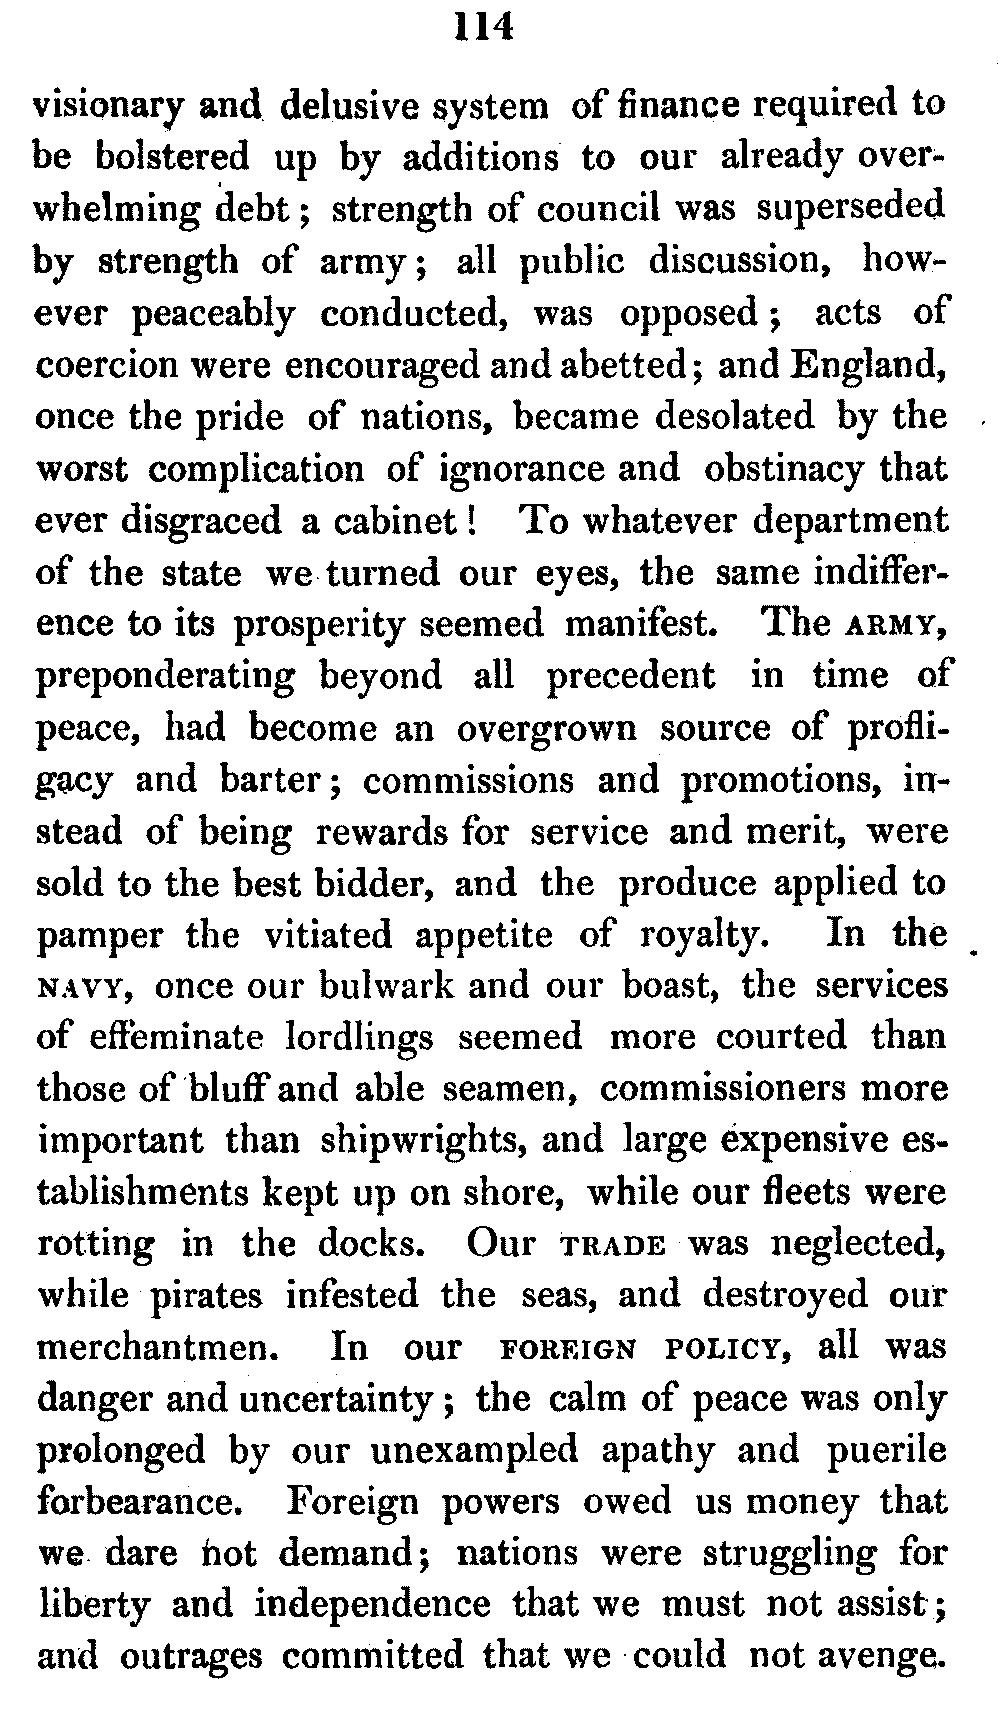 114
visionary and delusive system of finance required to
be bolstered up by additions to our already over-
whelming debt; strength of council was superseded
by strength of army; all public discussion, how-
ever peaceably conducted, was opposed; acts of
coercion were encouraged and abetted; and England,
once the pride of nations, became desolated by the
worst complication of ignorance and obstinacy that
ever disgraced a cabinet! To whatever department
of the state we turned our eyes, the same indiffer-
ence to its prosperity seemed manifest. The ARMY,
preponderating beyond all precedent in time of
peace, had become an overgrown source of profli-
gacy and barter; commissions and promotions, in-
stead of being rewards for service and merit, were
sold to the best bidder, and the produce applied to
pamper the vitiated appetite of royalty. In the
NAVY, once our bulwark and our boast, the services
of effeminate lordlings seemed more courted than
those of bluff and able seamen, commissioners more
important than shipwrights, and large expensive es-
tablishments kept up on shore, while our fleets were
rotting in the docks. Our TRADE was neglected,
while pirates infested the seas, and destroyed our
merchantmen. In our FOREIGN POLICY, all was
danger and uncertainty; the calm of peace was only
prolonged by our unexampled apathy and puerile
forbearance. Foreign powers owed us money that
we dare not demand; nations were struggling for
liberty and independence that we must not assist;
and outrages committed that we could not avenge.